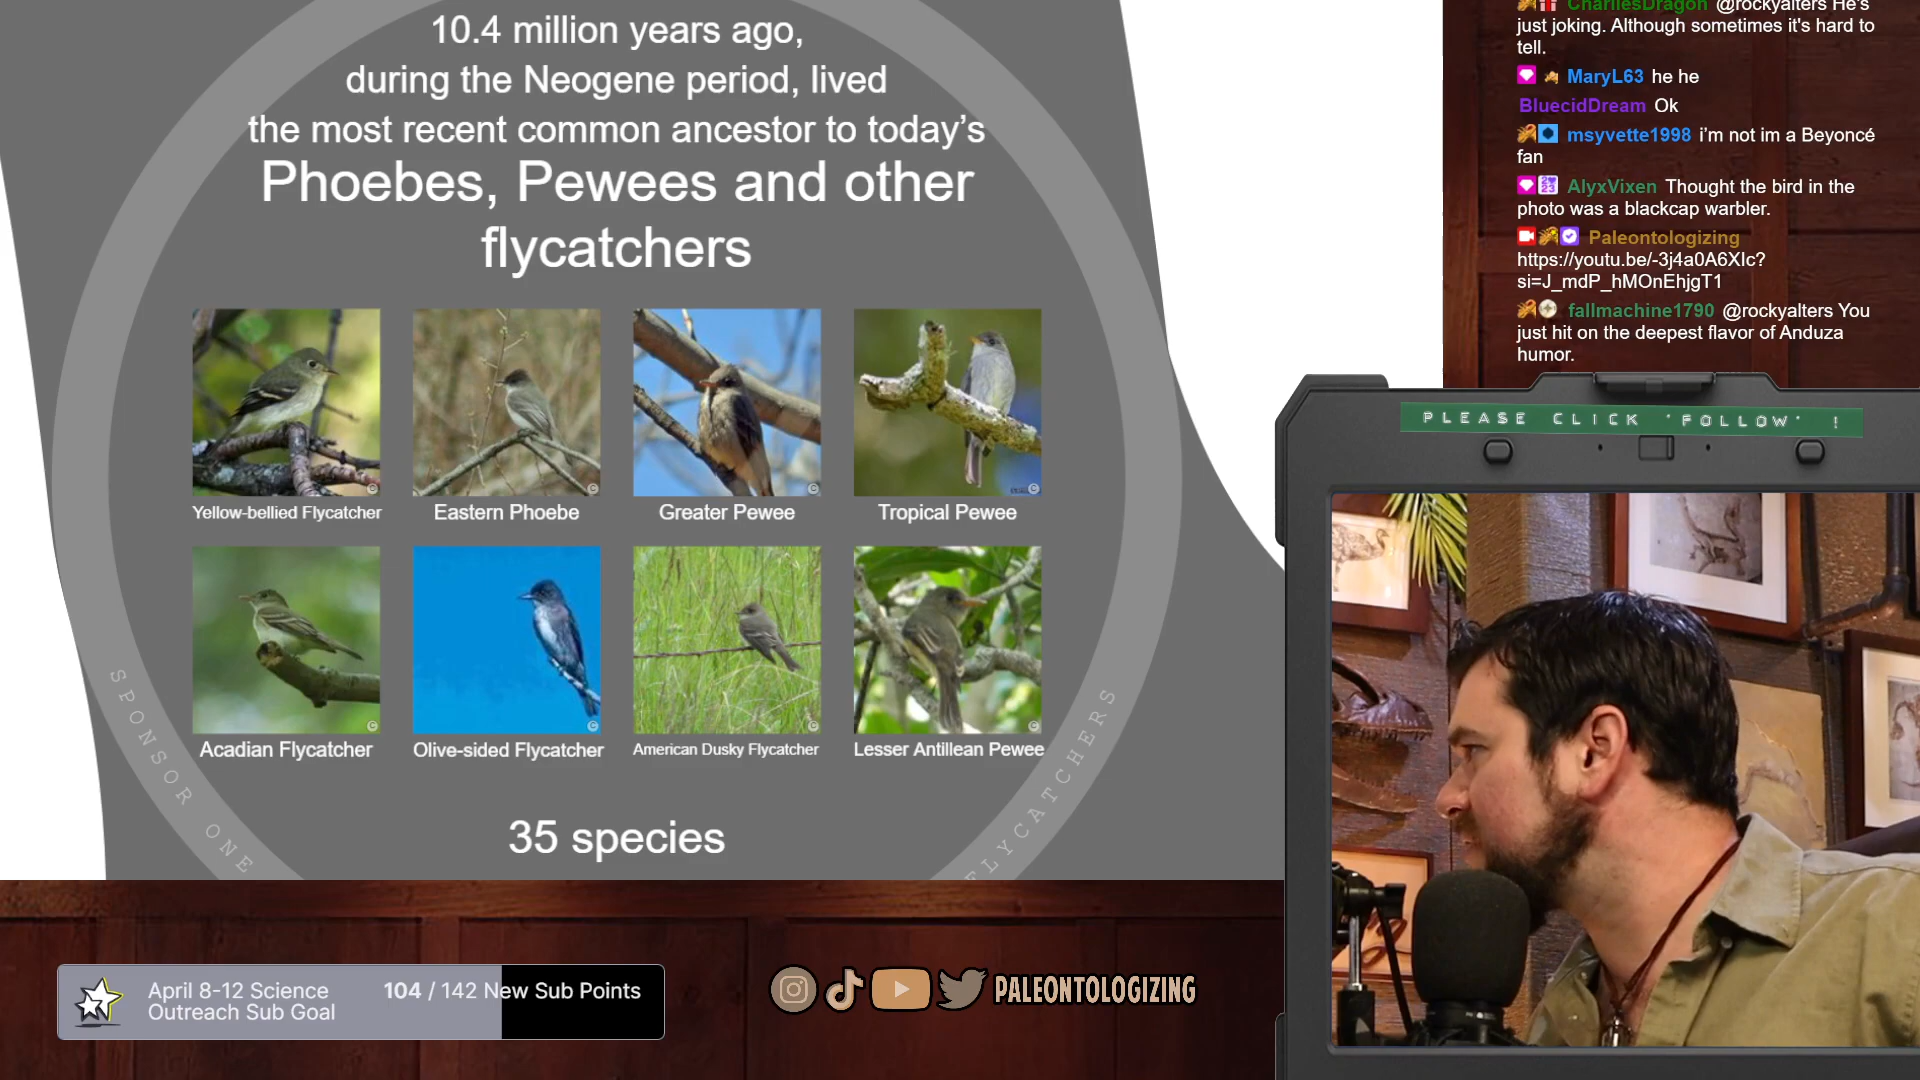 10.4 million years ago,
during the Neogene period, lived
the most recent common ancestor to today's
Phoebes, Pewees and other
flycatchers
Yellow-bellied Flycatcher
Eastern Phoebe
Greater Pewee
Tropical Pewee
Acadian Flycatcher
Olive-sided Flycatcher
American Dusky Flycatcher
Lesser Antillean Pewee
35 species
SPONSOR ONE
FLYCATCHERS
CharliesDragon @rockyalters He's
just joking. Although sometimes it's hard to
tell.
MaryL63 he he
BluecidDream Ok
msyvette1998 i'm not im a Beyoncé
fan
AlyxVixen Thought the bird in the
photo was a blackcap warbler.
Paleontologizing
https://youtu.be/-3j4a0A6XIc?
si=J_mdP_hMOnEhjgT1
fallmachine1790 @rockyalters You
just hit on the deepest flavor of Anduza
humor.
PLEASE CLICK "FOLLOW" !
April 8-12 Science
Outreach Sub Goal
104 / 142 New Sub Points
PALEONTOLOGIZING